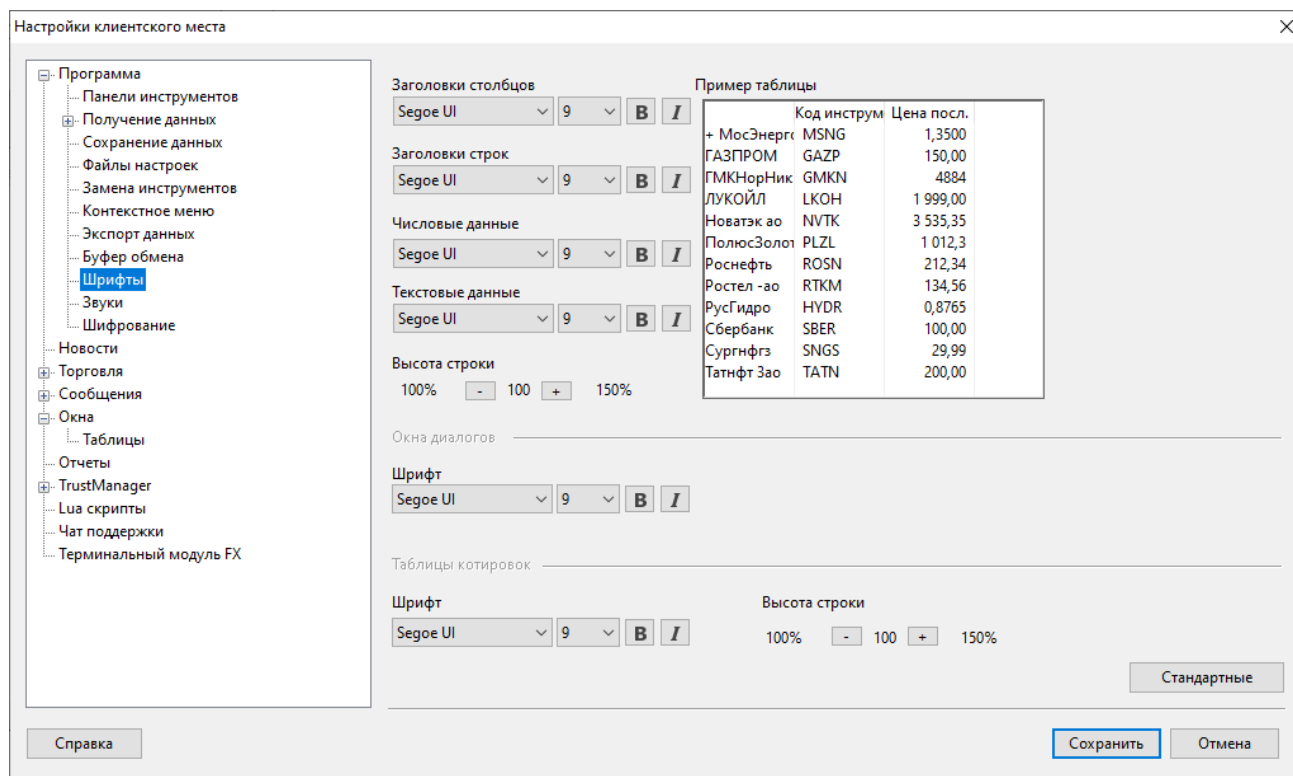 Настройки клиентского места
Программа
Панели инструментов
Получение данных
Сохранение данных
Файлы настроек
Замена инструментов
Контекстное меню
Экспорт данных
Буфер обмена
Шрифты
Звуки
Шифрование
Новости
Торговля
Сообщения
Окна
Таблицы
Отчеты
TrustManager
Lua скрипты
Чат поддержки
Терминальный модуль FX
Заголовки столбцов
Segoe UI 9 B I
Заголовки строк
Segoe UI 9 B I
Числовые данные
Segoe UI 9 B I
Текстовые данные
Segoe UI 9 B I
Высота строки
100% - 100 + 150%
Пример таблицы
Код инструм Цена посл.
+ МосЭнерго MSNG 1,3500
ГАЗПРОМ GAZP 150,00
ГМКНорНик GMKN 4884
ЛУКОЙЛ LKOH 1 999,00
Новатэк ао NVTK 3 535,35
ПолюсЗолот PLZL 1 012,3
Роснефть ROSN 212,34
Ростел -ао RTKM 134,56
РусГидро HYDR 0,8765
Сбербанк SBER 100,00
Сургнфгз SNGS 29,99
Татнфт 3ао TATN 200,00
Окна диалогов
Шрифт
Segoe UI 9 B I
Таблицы котировок
Шрифт
Segoe UI 9 B I
Высота строки
100% - 100 + 150%
Стандартные
Справка
Сохранить
Отмена